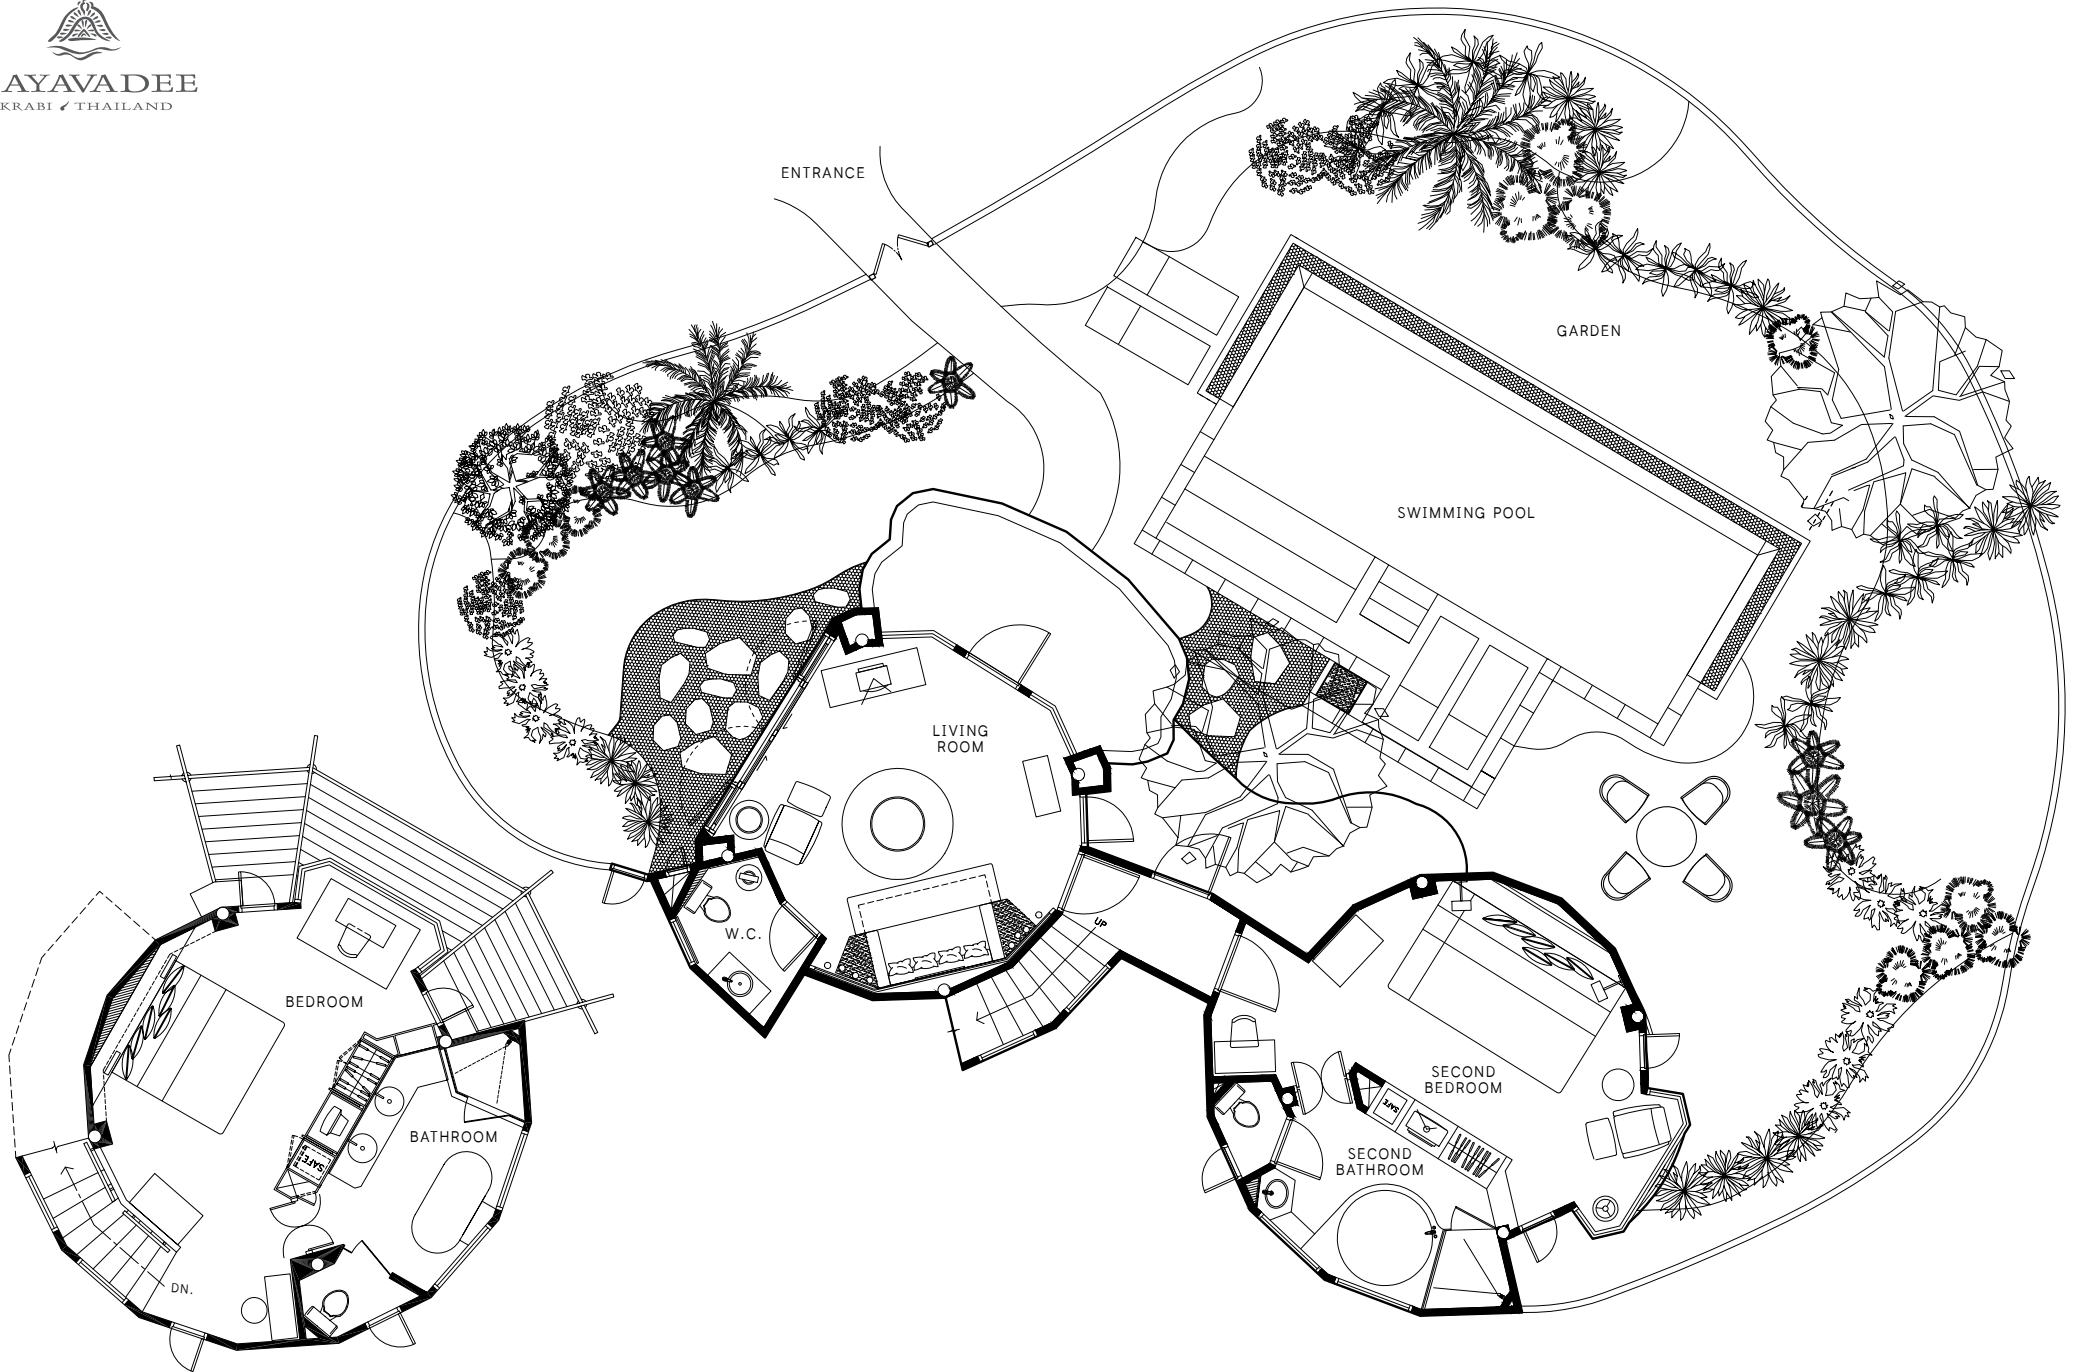 AYAVADEE
KRABI THAILAND
ENTRANCE
GARDEN
SWIMMING POOL
LIVING
ROOM
UP
W.C.
BEDROOM
BATHROOM
SAFE
DN.
SECOND
BEDROOM
SAFE
SECOND
BATHROOM